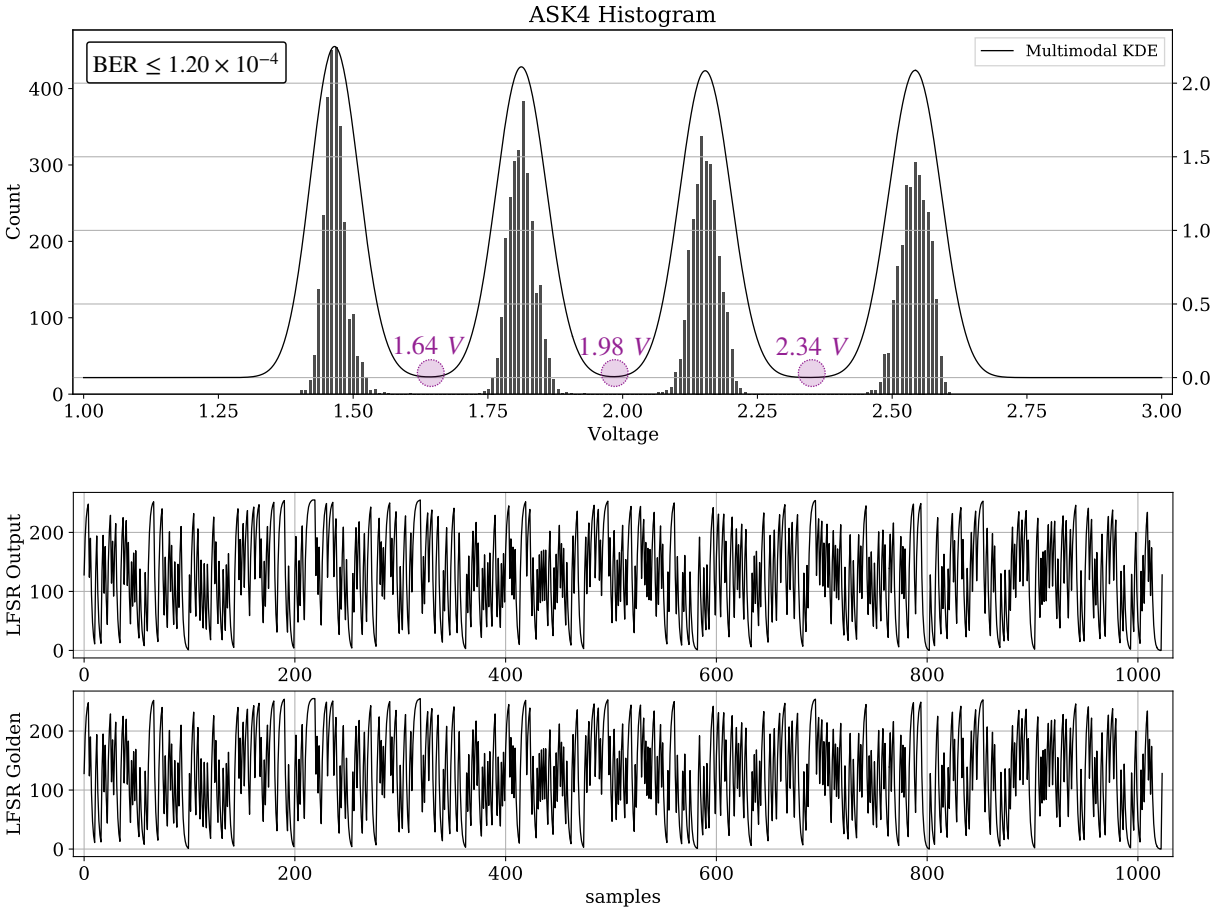 ASK4 Histogram
BER ≤ 1.20 × 10⁻⁴
Multimodal KDE
Count
400
300
200
100
0
2.0
1.5
1.0
0.5
0.0
1.64 V
1.98 V
2.34 V
1.00 1.25 1.50 1.75 2.00 2.25 2.50 2.75 3.00
Voltage
LFSR Output
200
100
0
0 200 400 600 800 1000
LFSR Golden
200
100
0
0 200 400 600 800 1000
samples